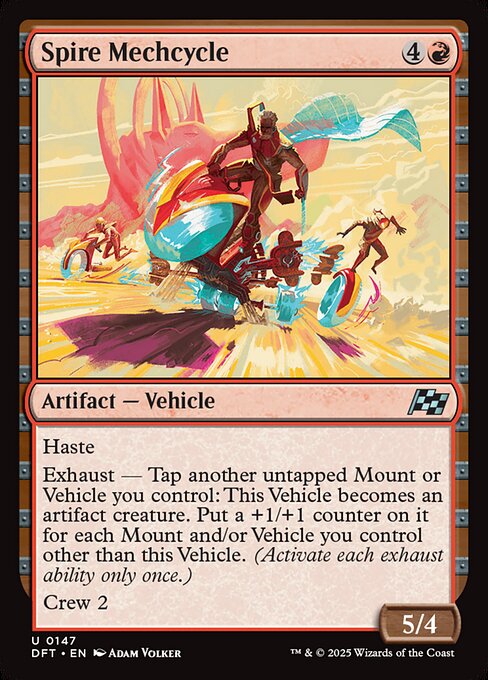 Spire Mechcycle 4
Artifact — Vehicle
Haste
Exhaust — Tap another untapped Mount or
Vehicle you control: This Vehicle becomes an
artifact creature. Put a +1/+1 counter on it
for each Mount and/or Vehicle you control
other than this Vehicle. (Activate each exhaust
ability only once.)
Crew 2
5/4
U 0147
DFT • EN Adam Volker
™ & © 2025 Wizards of the Coast